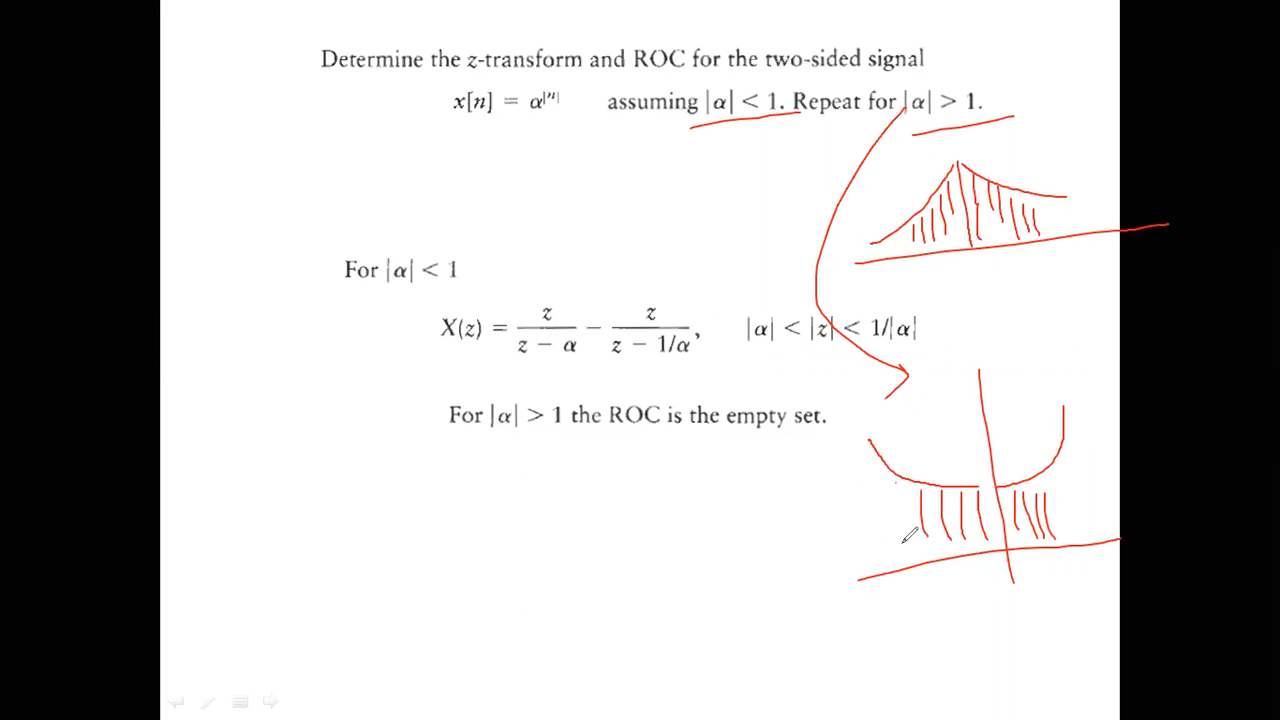 Determine the z-transform and ROC for the two-sided signal
x[n] = α^|n| assuming |α| < 1. Repeat for |α| > 1.
For |α| < 1
X(z) = z / (z − α) − z / (z − 1/α), |α| < |z| < 1/|α|
For |α| > 1 the ROC is the empty set.